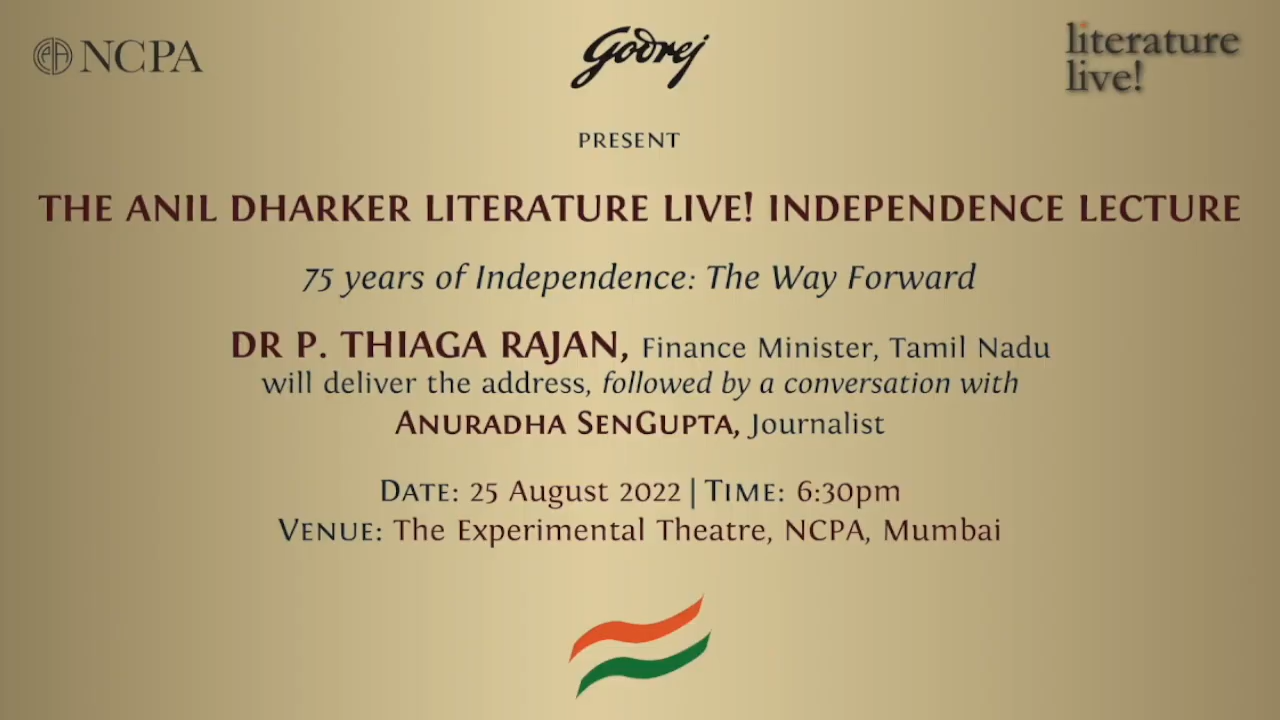 NCPA
Godrej
literature
live!
PRESENT
THE ANIL DHARKER LITERATURE LIVE! INDEPENDENCE LECTURE
75 years of Independence: The Way Forward
DR P. THIAGA RAJAN, Finance Minister, Tamil Nadu
will deliver the address, followed by a conversation with
ANURADHA SENGUPTA, Journalist
DATE: 25 August 2022 | TIME: 6:30pm
VENUE: The Experimental Theatre, NCPA, Mumbai